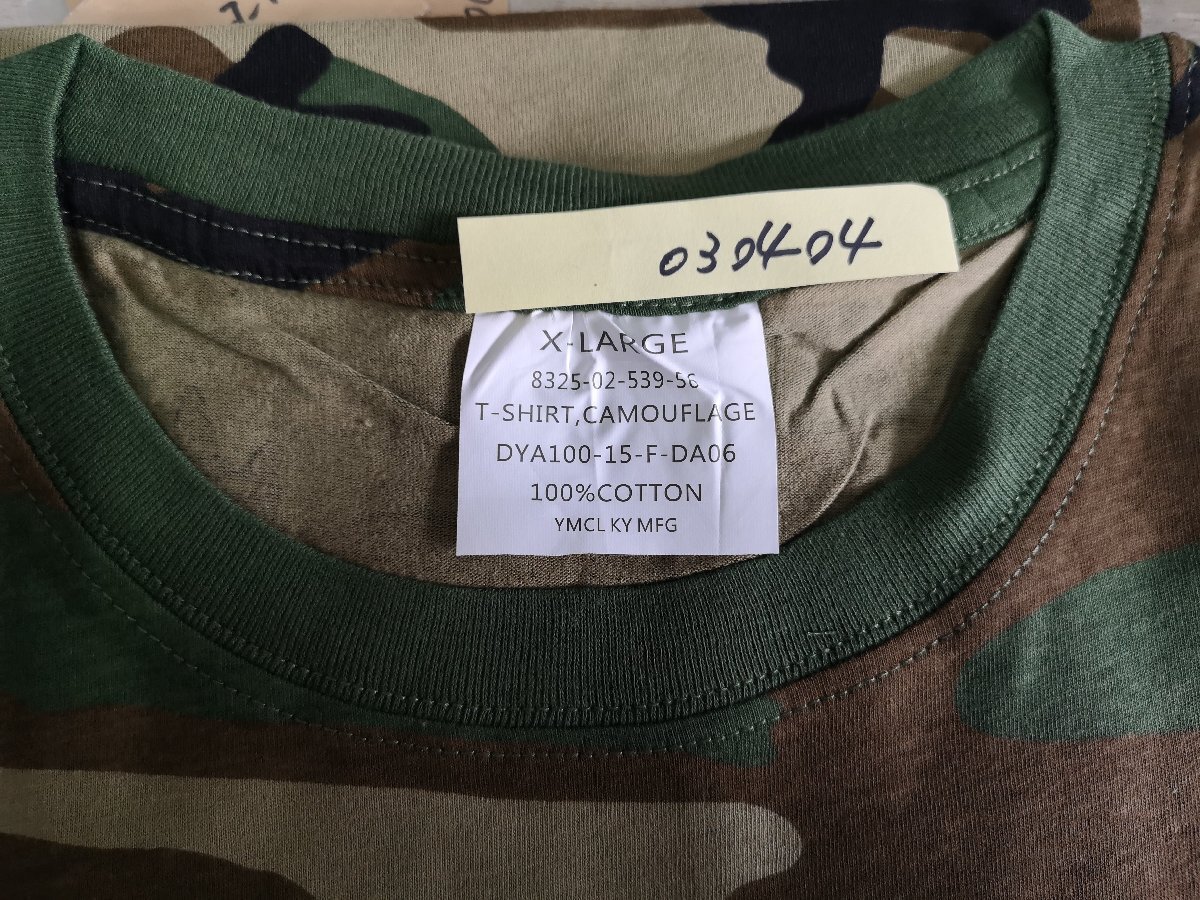 030404
X-LARGE
8325-02-539-56
T-SHIRT,CAMOUFLAGE
DYA100-15-F-DA06
100%COTTON
YMCL KY MFG